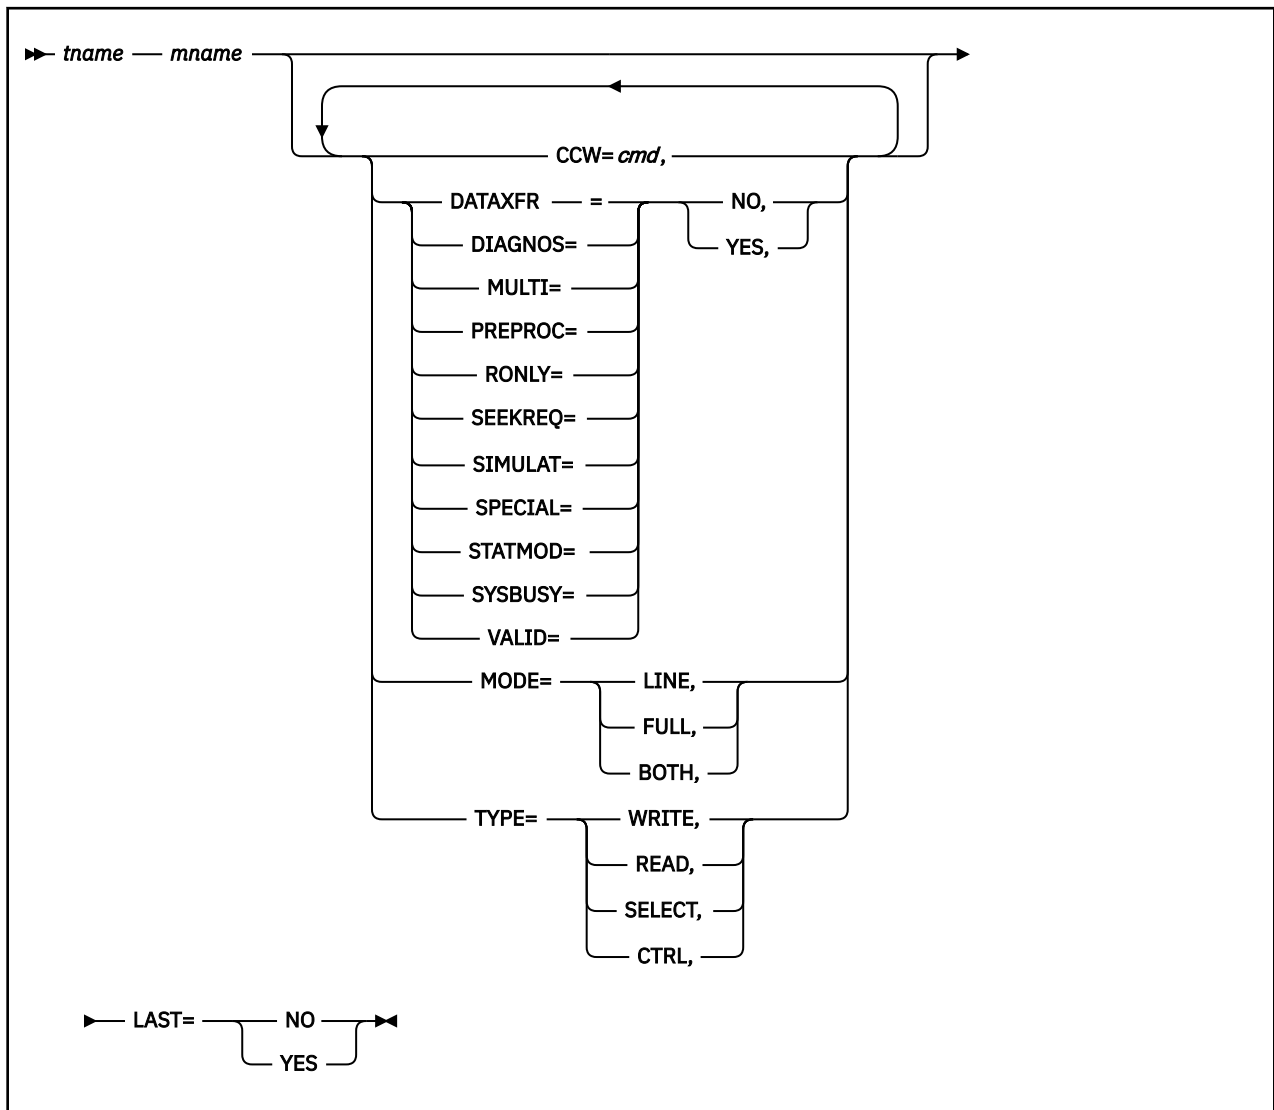 tname mname
CCW=cmd,
DATAXFR = NO,
DIAGNOS= YES,
MULTI=
PREPROC=
RONLY=
SEEKREQ=
SIMULAT=
SPECIAL=
STATMOD=
SYSBUSY=
VALID=
MODE= LINE,
FULL,
BOTH,
TYPE= WRITE,
READ,
SELECT,
CTRL,
LAST= NO
YES